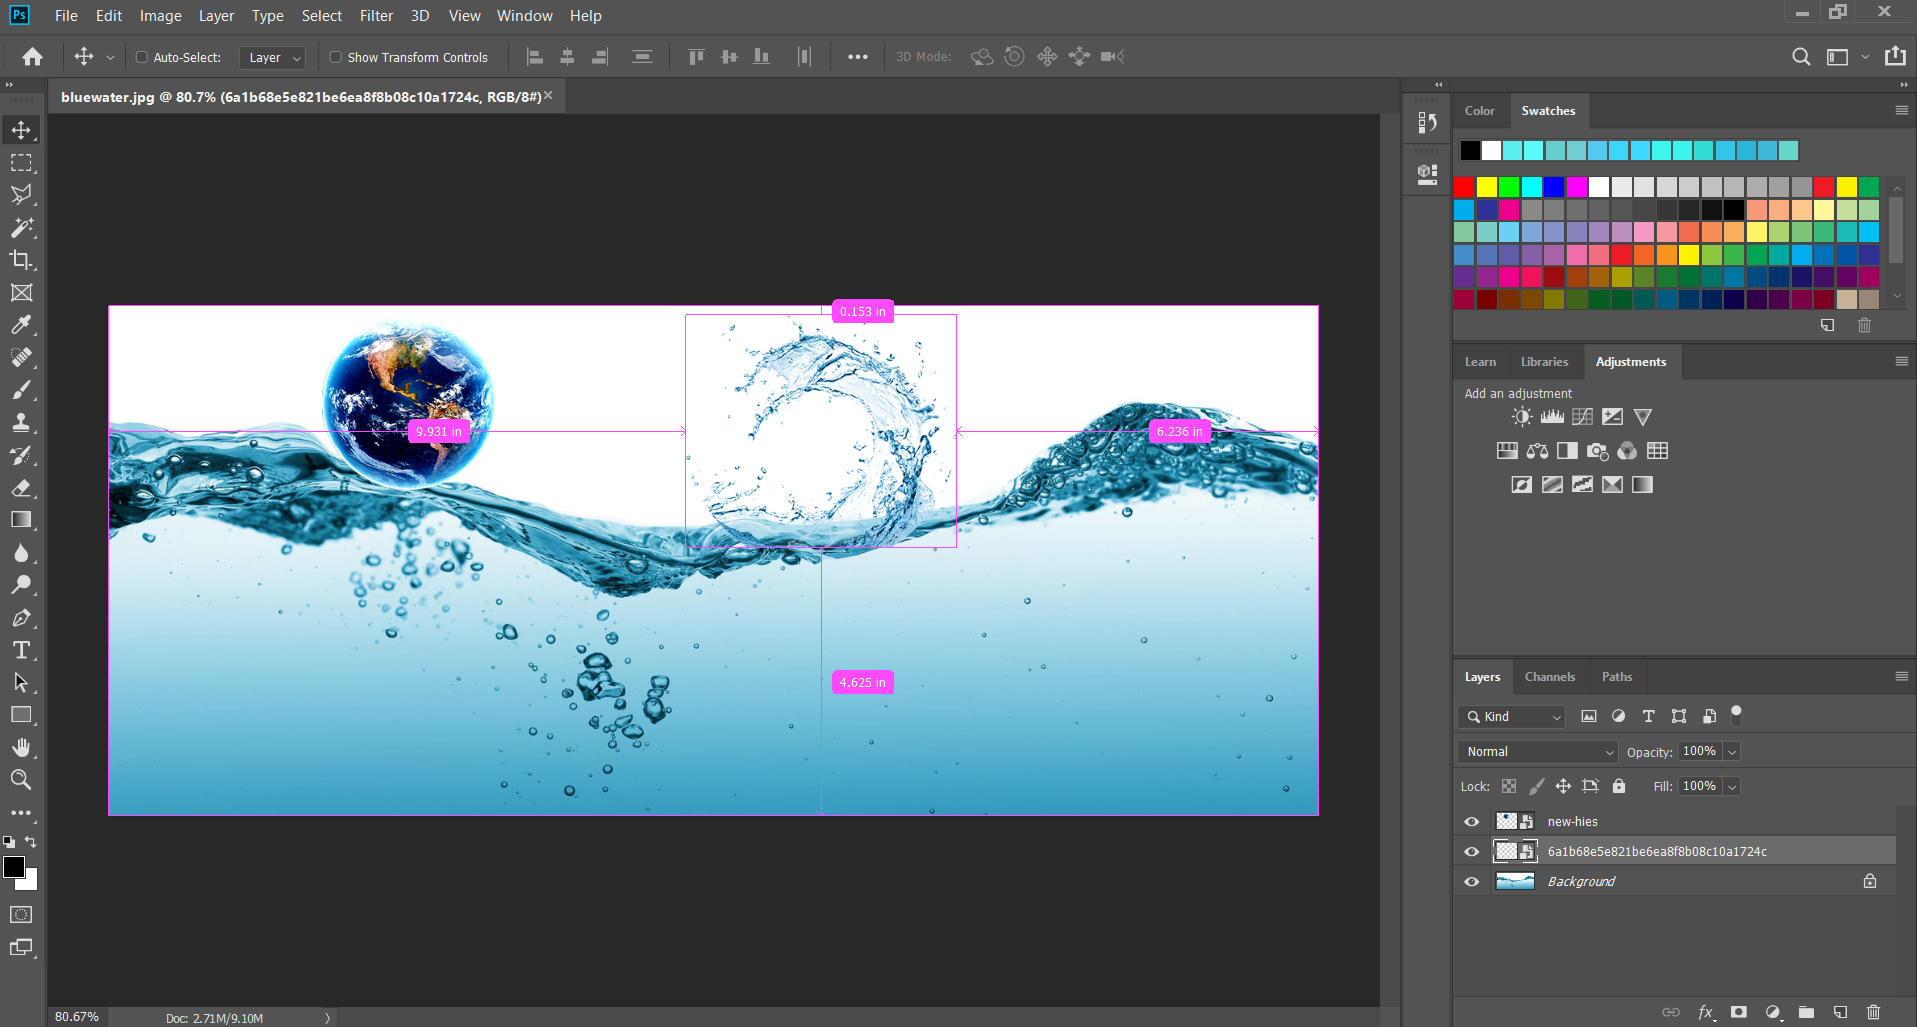 Ps File Edit Image Layer Type Select Filter 3D View Window Help
Auto-Select: Layer Show Transform Controls 3D Mode:
bluewater.jpg @ 80.7% (6a1b68e5e821be6ea8f8b08c10a1724c, RGB/8#)
Color Swatches
0.153 in
9.931 in
6.236 in
4.625 in
Learn Libraries Adjustments
Add an adjustment
Layers Channels Paths
Kind
Normal Opacity: 100%
Lock: Fill: 100%
new-hies
6a1b68e5e821be6ea8f8b08c10a1724c
Background
fx
80.67% Doc: 2.71M/9.10M